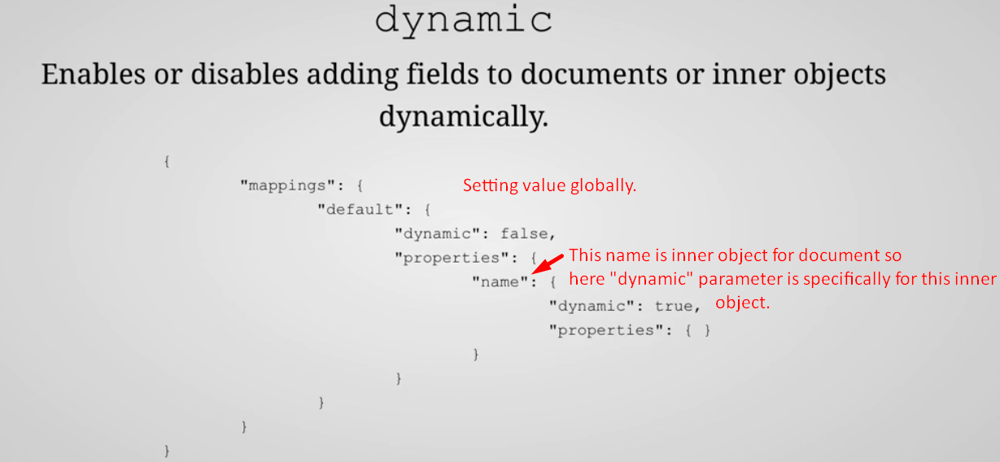 dynamic
Enables or disables adding fields to documents or inner objects
dynamically.
{
"mappings": { Setting value globally.
"default": {
"dynamic": false,
"properties": { This name is inner object for document so
"name": { here "dynamic" parameter is specifically for this inner
"dynamic": true, object.
"properties": { }
}
}
}
}
}